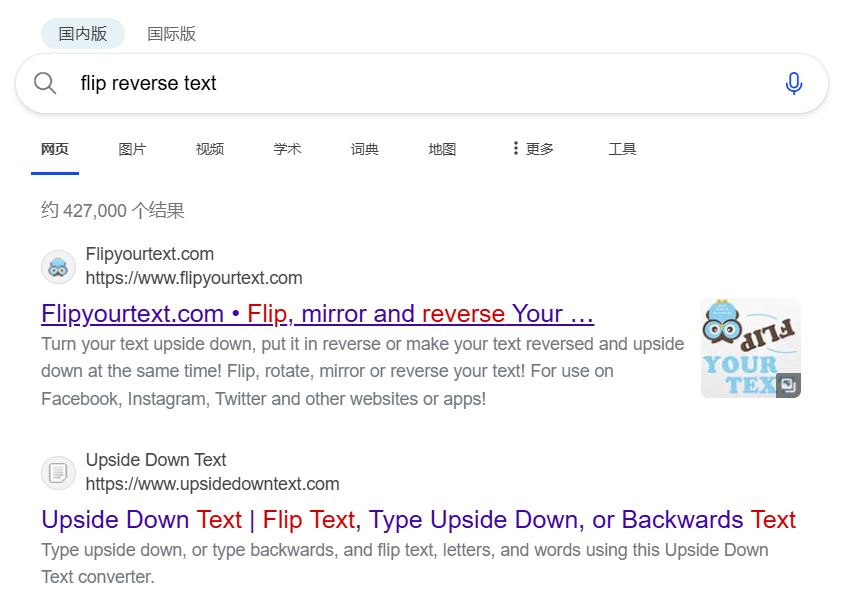 国内版 国际版
flip reverse text
网页 图片 视频 学术 词典 地图 更多 工具
约 427,000 个结果
Flipyourtext.com
https://www.flipyourtext.com
Flipyourtext.com • Flip, mirror and reverse Your …
Turn your text upside down, put it in reverse or make your text reversed and upside
down at the same time! Flip, rotate, mirror or reverse your text! For use on
Facebook, Instagram, Twitter and other websites or apps!
FLIP
YOUR
TEX
Upside Down Text
https://www.upsidedowntext.com
Upside Down Text | Flip Text, Type Upside Down, or Backwards Text
Type upside down, or type backwards, and flip text, letters, and words using this Upside Down
Text converter.